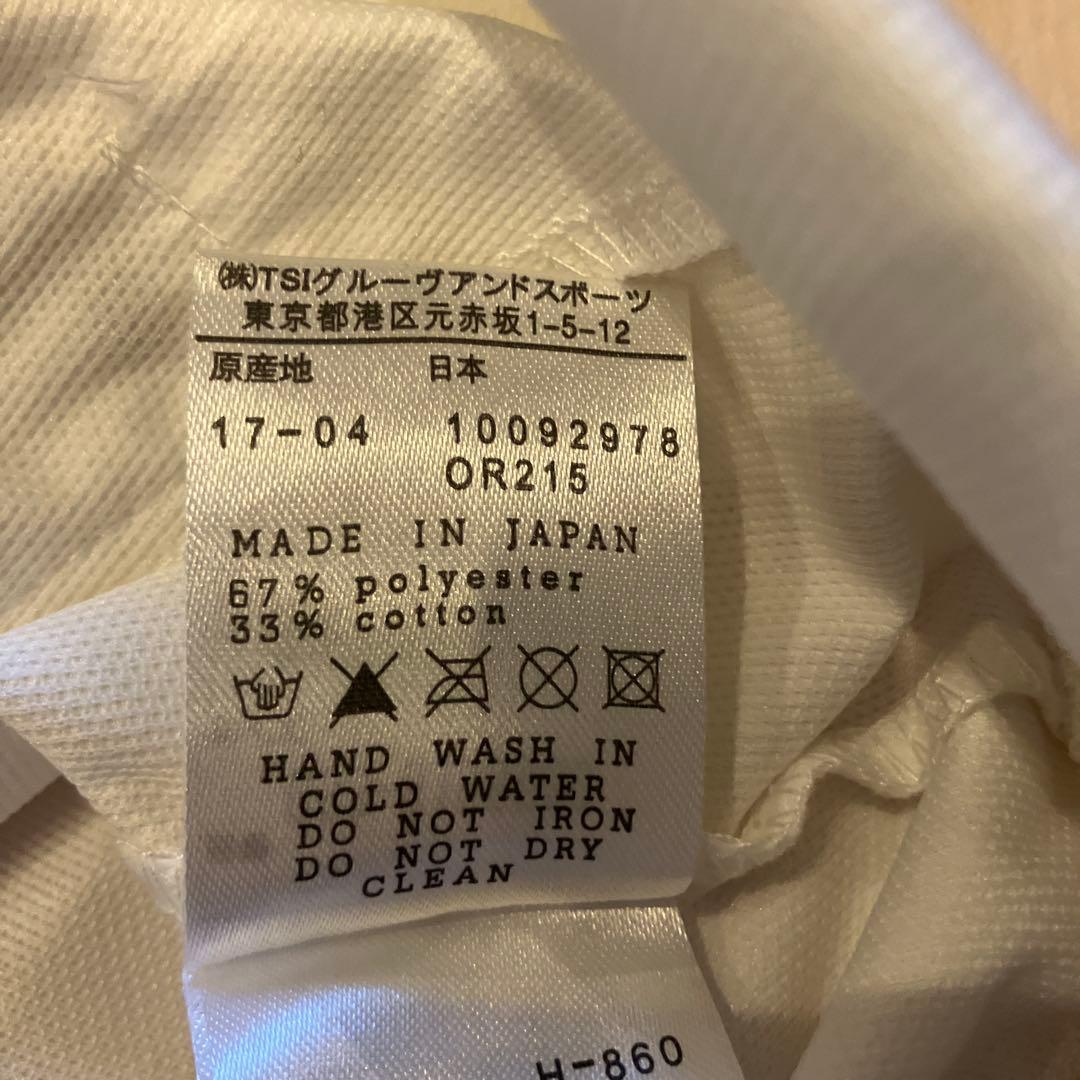 ㈱TSIグルーヴアンドスポーツ
東京都港区元赤坂1-5-12
原産地 日本
17-04 10092978
OR215
MADE IN JAPAN
67% polyester
33% cotton
HAND WASH IN
COLD WATER
DO NOT IRON
DO NOT DRY
CLEAN
H-860